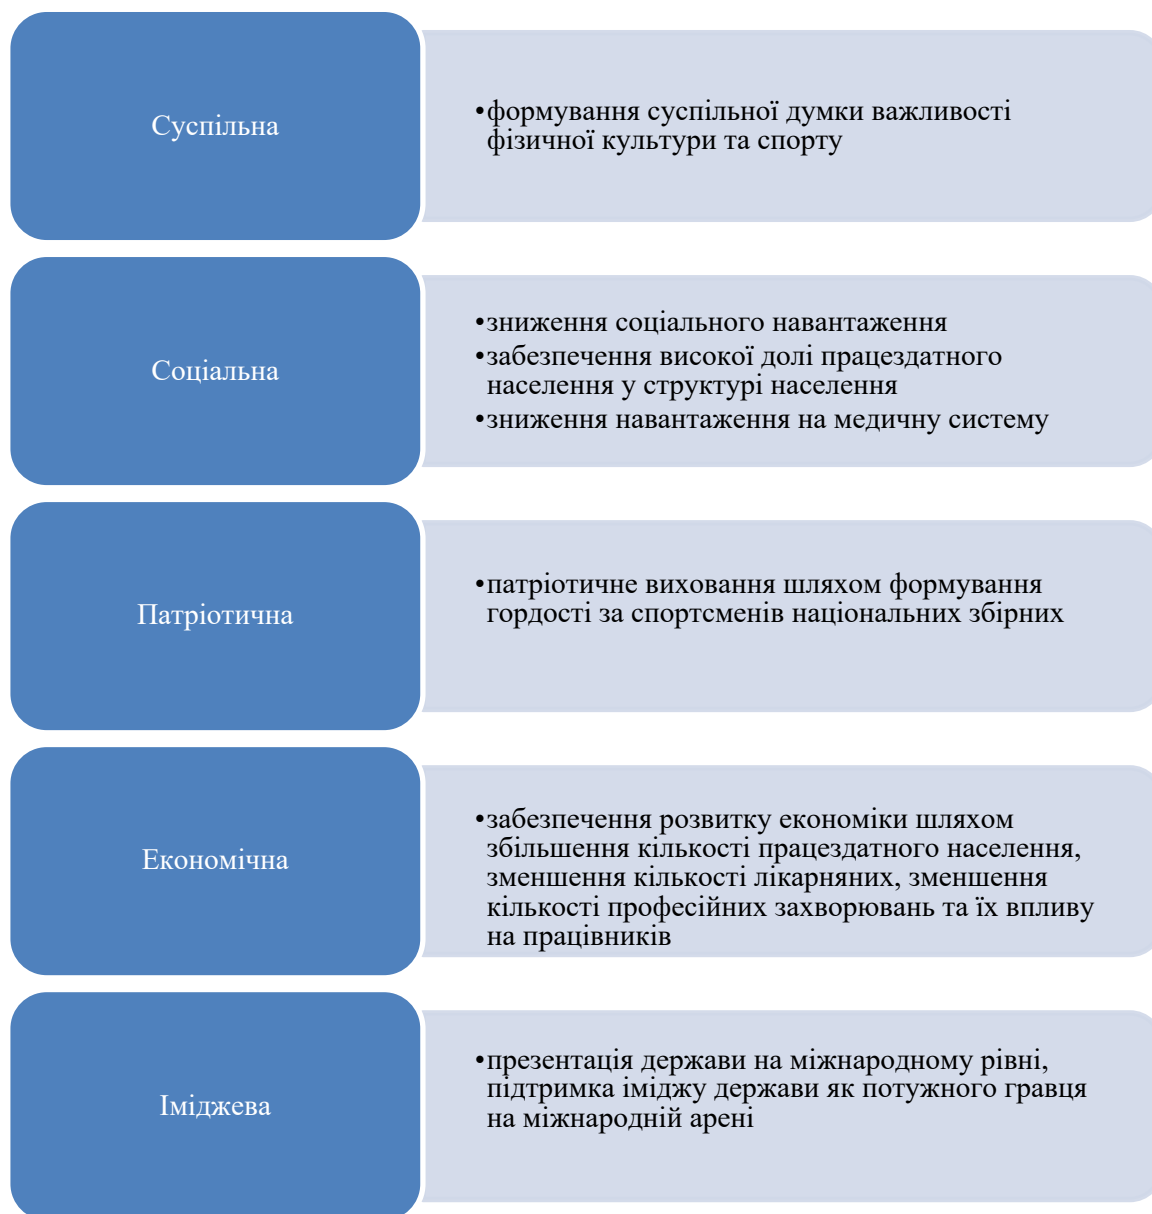 Суспільна
•формування суспільної думки важливості
фізичної культури та спорту
Соціальна
•зниження соціального навантаження
•забезпечення високої долі працездатного
населення у структурі населення
•зниження навантаження на медичну систему
Патріотична
•патріотичне виховання шляхом формування
гордості за спортсменів національних збірних
Економічна
•забезпечення розвитку економіки шляхом
збільшення кількості працездатного населення,
зменшення кількості лікарняних, зменшення
кількості професійних захворювань та їх впливу
на працівників
Іміджева
•презентація держави на міжнародному рівні,
підтримка іміджу держави як потужного гравця
на міжнародній арені